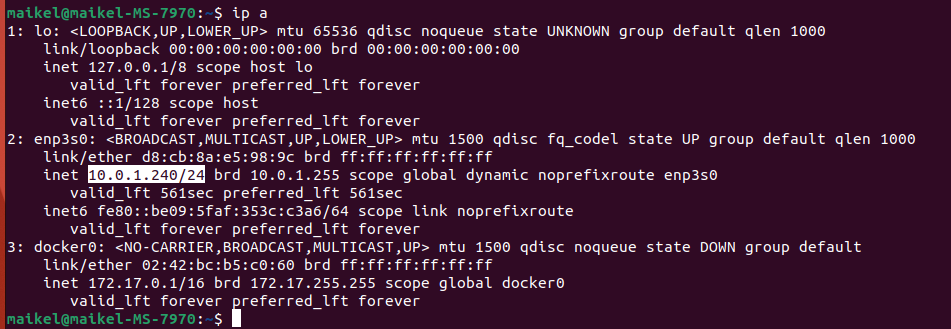 maikel@maikel-MS-7970:~$ ip a
1: lo: <LOOPBACK,UP,LOWER_UP> mtu 65536 qdisc noqueue state UNKNOWN group default qlen 1000
    link/loopback 00:00:00:00:00:00 brd 00:00:00:00:00:00
    inet 127.0.0.1/8 scope host lo
       valid_lft forever preferred_lft forever
    inet6 ::1/128 scope host
       valid_lft forever preferred_lft forever
2: enp3s0: <BROADCAST,MULTICAST,UP,LOWER_UP> mtu 1500 qdisc fq_codel state UP group default qlen 1000
    link/ether d8:cb:8a:e5:98:9c brd ff:ff:ff:ff:ff:ff
    inet 10.0.1.240/24 brd 10.0.1.255 scope global dynamic noprefixroute enp3s0
       valid_lft 561sec preferred_lft 561sec
    inet6 fe80::be09:5faf:353c:c3a6/64 scope link noprefixroute
       valid_lft forever preferred_lft forever
3: docker0: <NO-CARRIER,BROADCAST,MULTICAST,UP> mtu 1500 qdisc noqueue state DOWN group default
    link/ether 02:42:bc:b5:c0:60 brd ff:ff:ff:ff:ff:ff
    inet 172.17.0.1/16 brd 172.17.255.255 scope global docker0
       valid_lft forever preferred_lft forever
maikel@maikel-MS-7970:~$